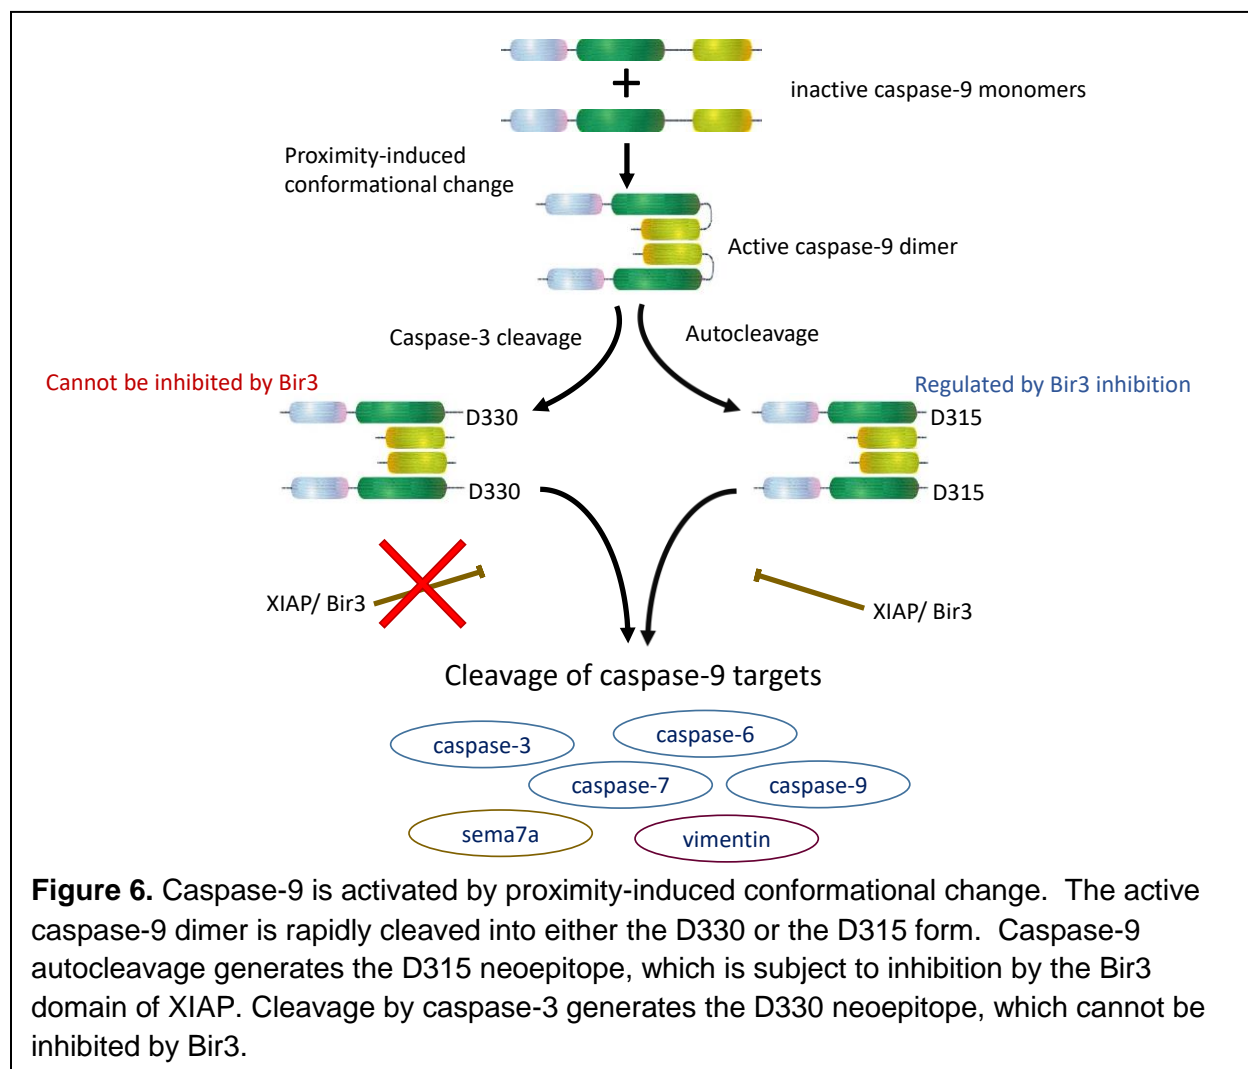 +
inactive caspase-9 monomers
Proximity-induced
conformational change
Active caspase-9 dimer
Caspase-3 cleavage
Autocleavage
Cannot be inhibited by Bir3
Regulated by Bir3 inhibition
D330
D315
D330
D315
XIAP/ Bir3
XIAP/ Bir3
Cleavage of caspase-9 targets
caspase-3
caspase-6
caspase-7
caspase-9
sema7a
vimentin
Figure 6. Caspase-9 is activated by proximity-induced conformational change.  The active
caspase-9 dimer is rapidly cleaved into either the D330 or the D315 form.  Caspase-9
autocleavage generates the D315 neoepitope, which is subject to inhibition by the Bir3
domain of XIAP. Cleavage by caspase-3 generates the D330 neoepitope, which cannot be
inhibited by Bir3.